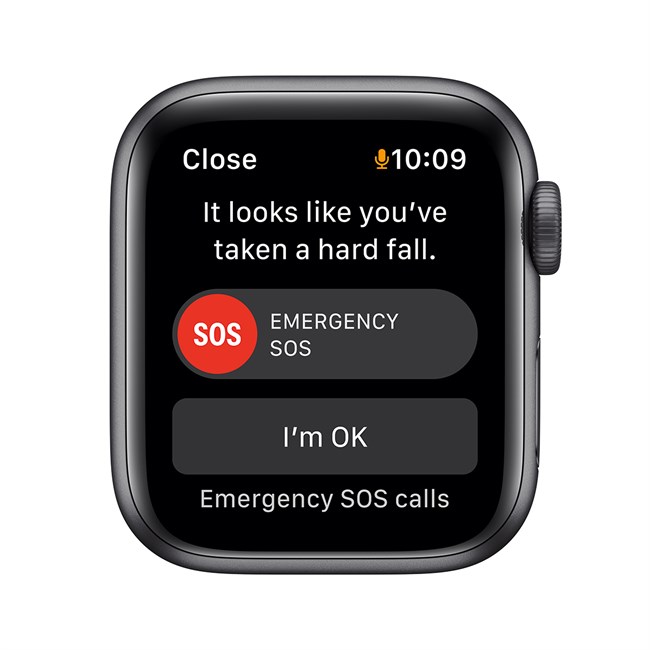 Close 10:09
It looks like you’ve
taken a hard fall.
SOS EMERGENCY
SOS
I’m OK
Emergency SOS calls